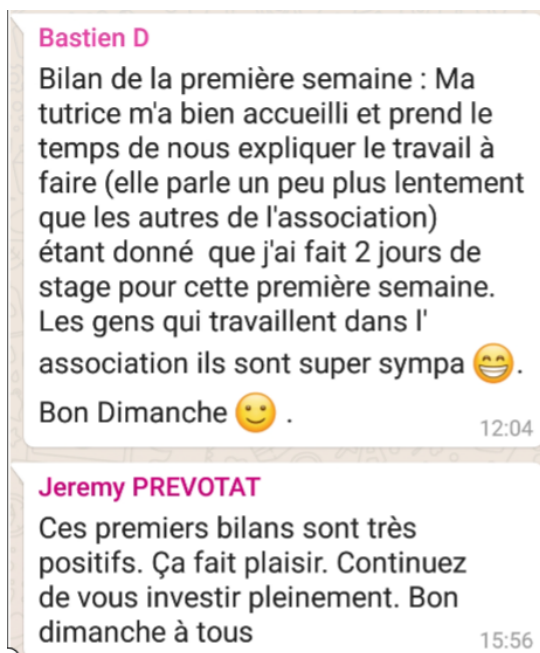 Bastien D
Bilan de la première semaine : Ma
tutrice m'a bien accueilli et prend le
temps de nous expliquer le travail à
faire (elle parle un peu plus lentement
que les autres de l'association)
étant donné  que j'ai fait 2 jours de
stage pour cette première semaine.
Les gens qui travaillent dans l'
association ils sont super sympa 😁.
Bon Dimanche 🙂 .
12:04
Jeremy PREVOTAT
Ces premiers bilans sont très
positifs. Ça fait plaisir. Continuez
de vous investir pleinement. Bon
dimanche à tous
15:56